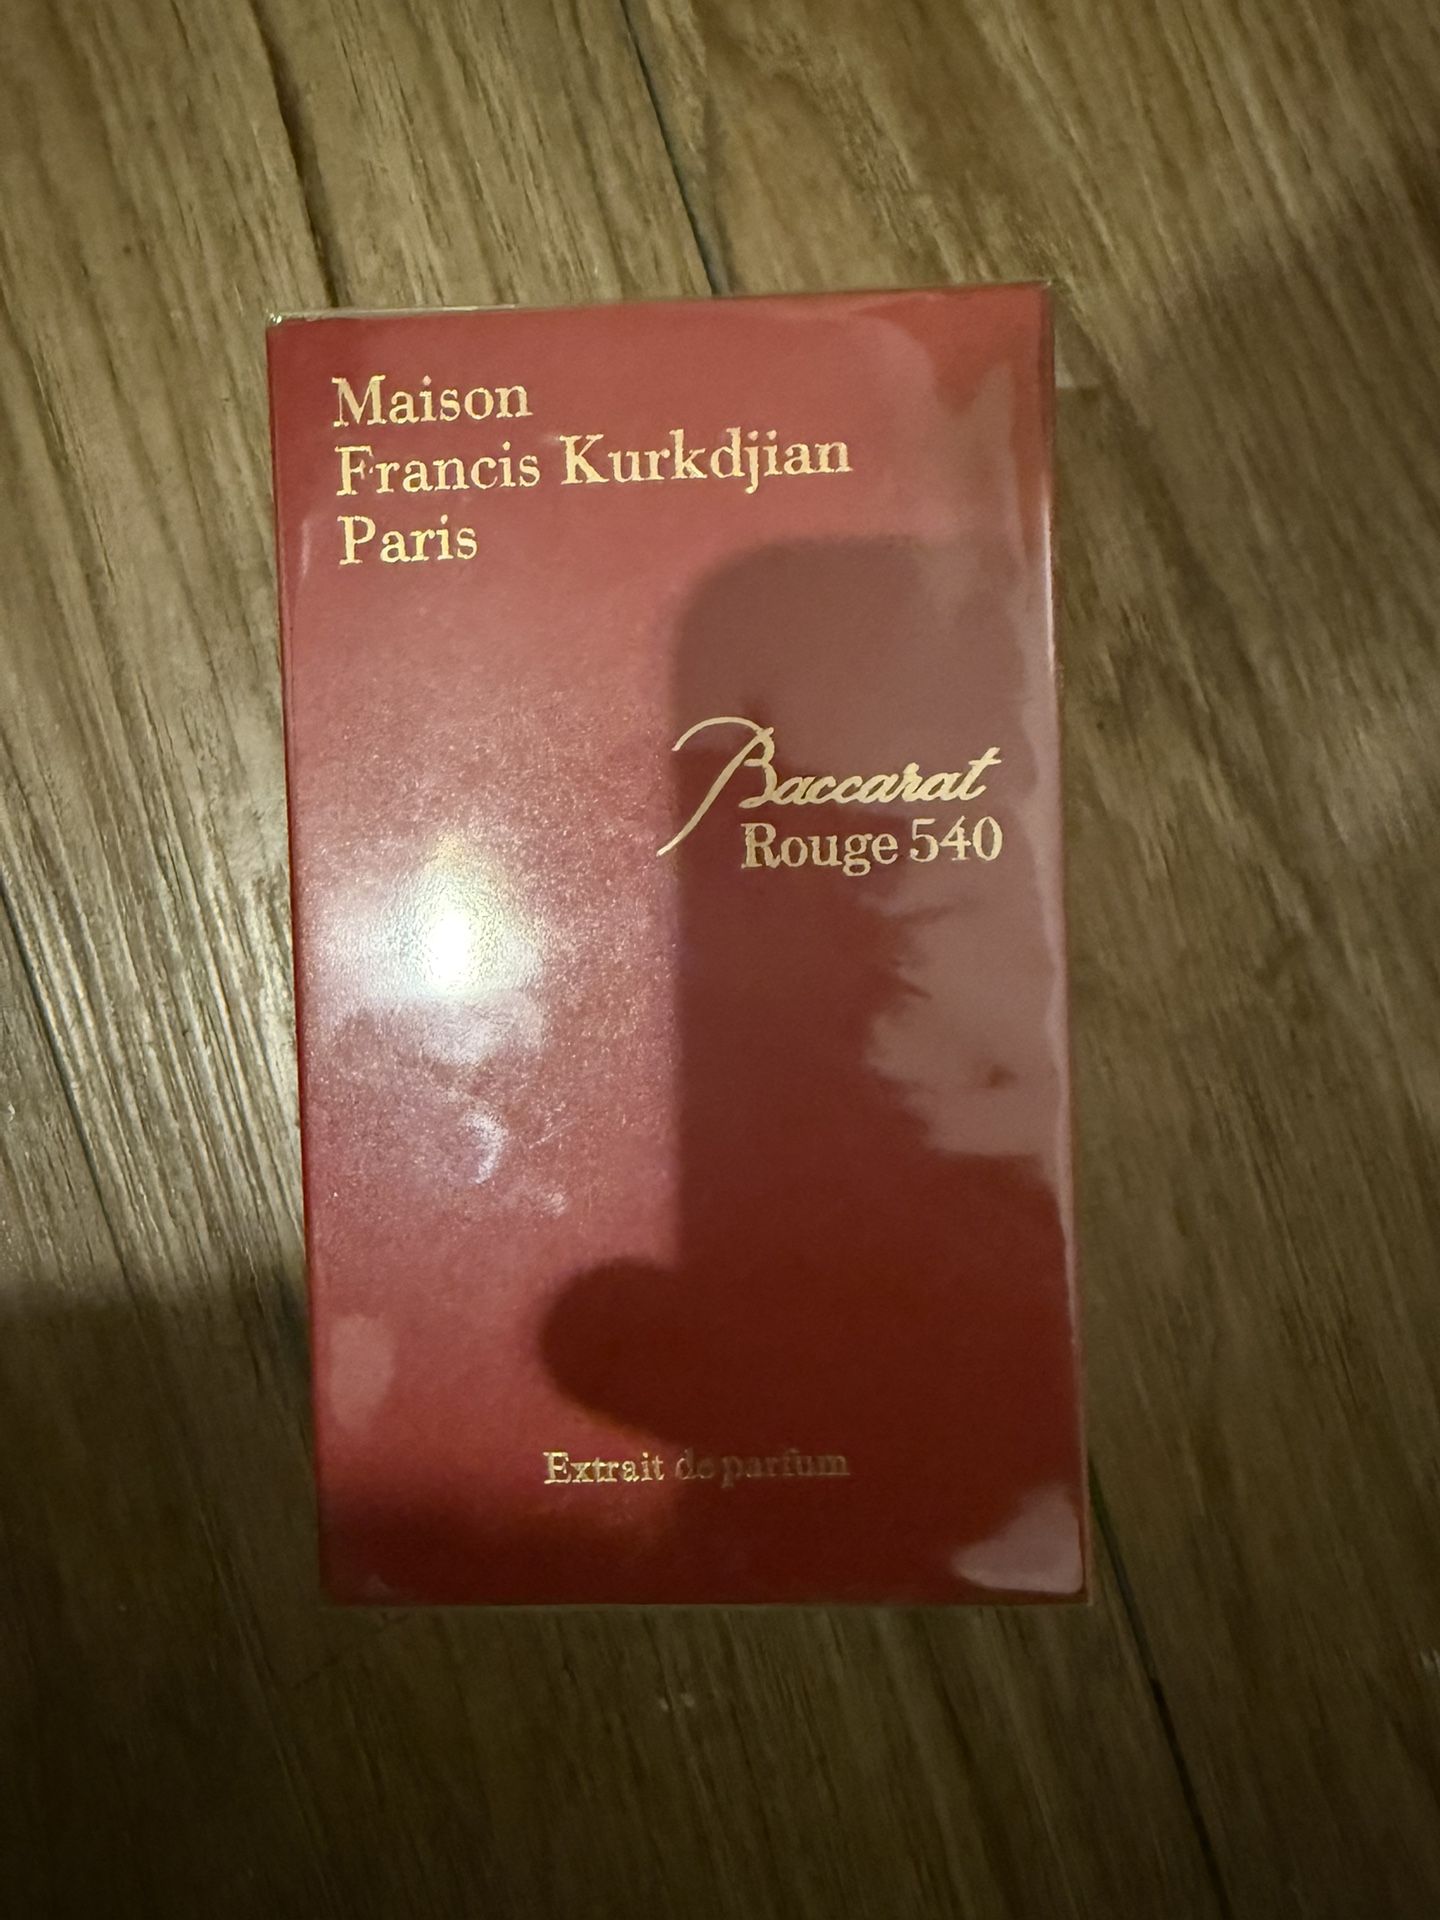 Maison
Francis Kurkdjian
Paris
Baccarat
Rouge 540
Extrait de parfum